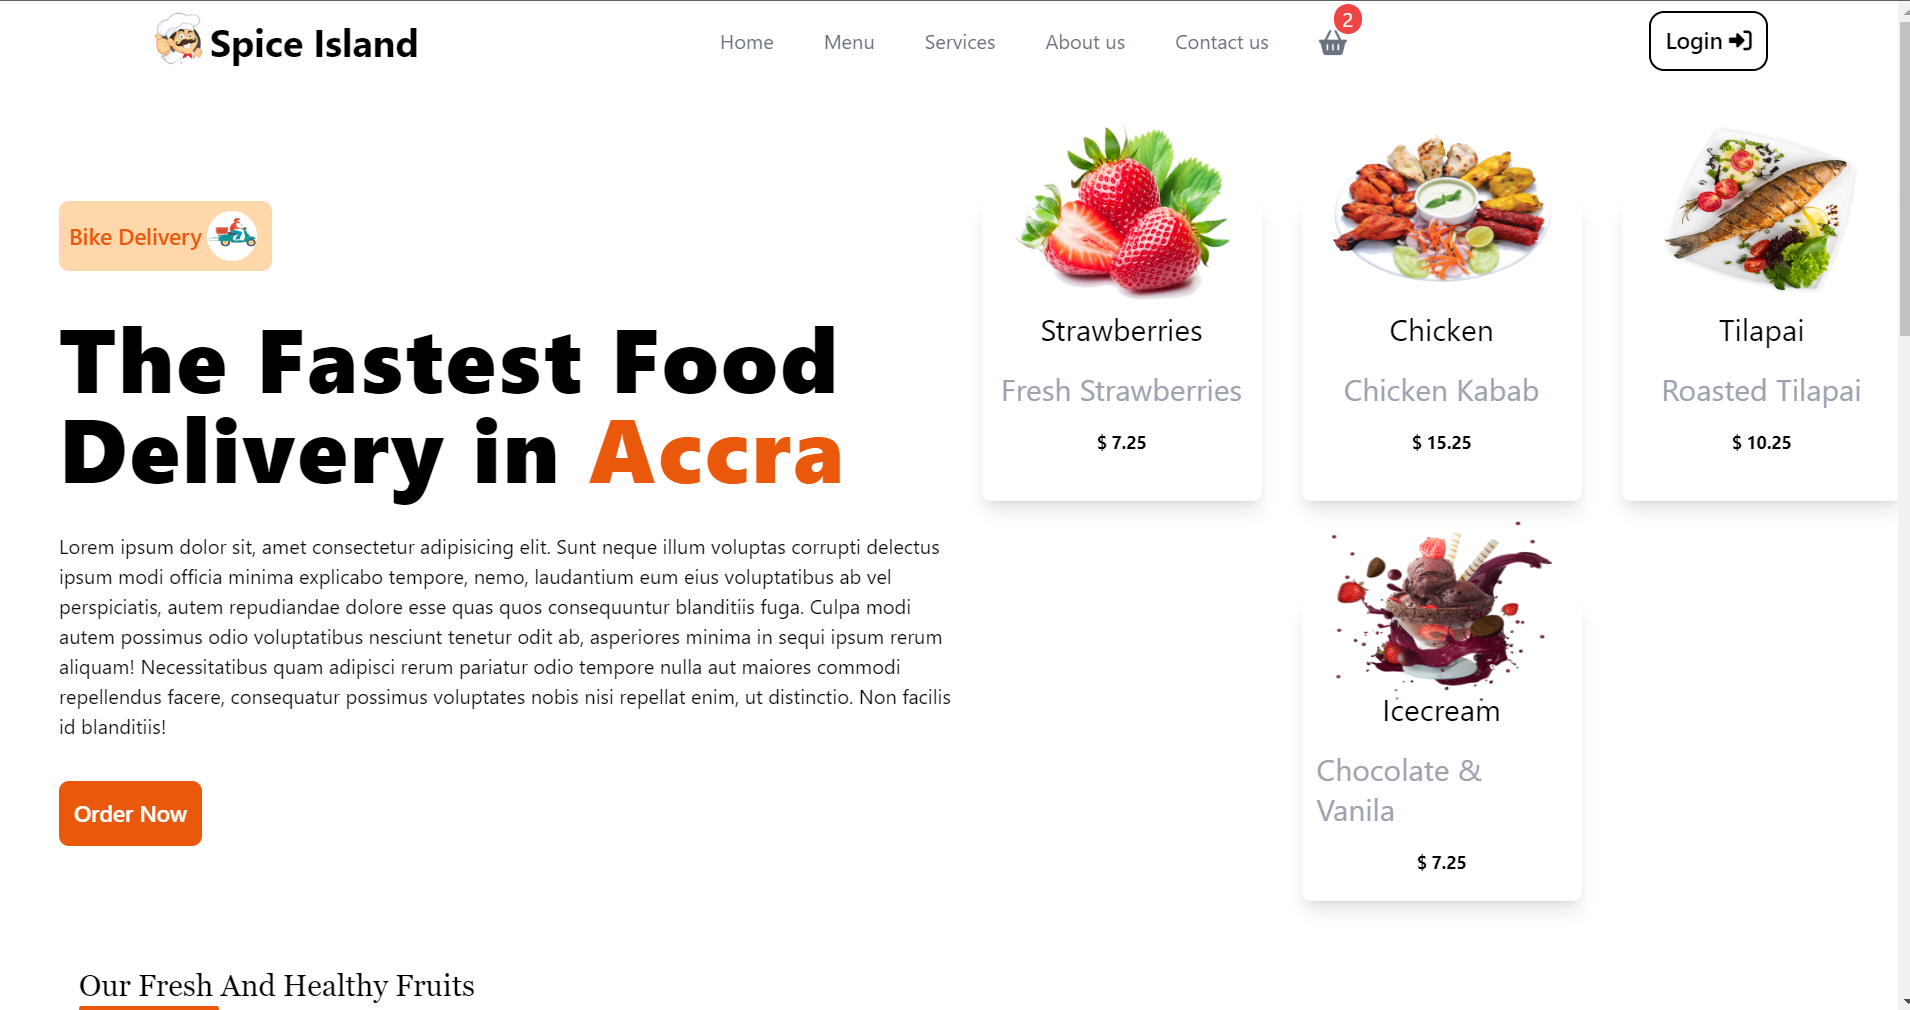 Spice Island
Home
Menu
Services
About us
Contact us
2
Login
Bike Delivery
The Fastest Food
Delivery in Accra
Lorem ipsum dolor sit, amet consectetur adipisicing elit. Sunt neque illum voluptas corrupti delectus
ipsum modi officia minima explicabo tempore, nemo, laudantium eum eius voluptatibus ab vel
perspiciatis, autem repudiandae dolore esse quas quos consequuntur blanditiis fuga. Culpa modi
autem possimus odio voluptatibus nesciunt tenetur odit ab, asperiores minima in sequi ipsum rerum
aliquam! Necessitatibus quam adipisci rerum pariatur odio tempore nulla aut maiores commodi
repellendus facere, consequatur possimus voluptates nobis nisi repellat enim, ut distinctio. Non facilis
id blanditiis!
Order Now
Strawberries
Fresh Strawberries
$ 7.25
Chicken
Chicken Kabab
$ 15.25
Tilapai
Roasted Tilapai
$ 10.25
Icecream
Chocolate &
Vanila
$ 7.25
Our Fresh And Healthy Fruits